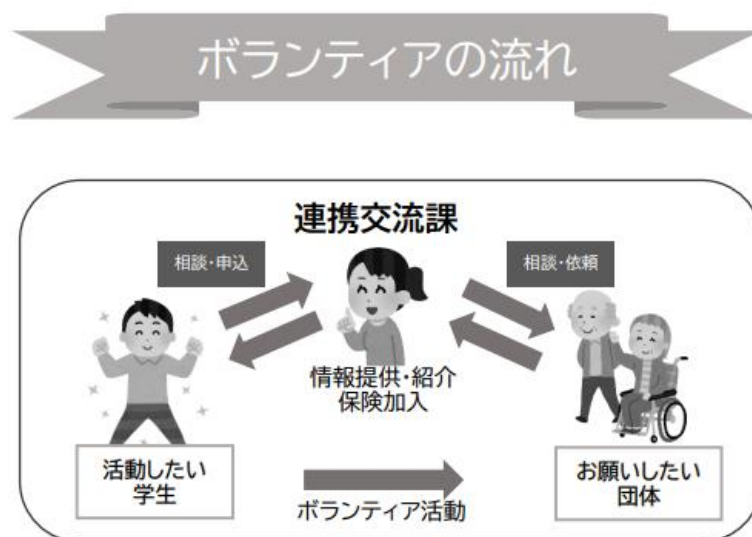 ボランティアの流れ
連携交流課
相談・申込
相談・依頼
情報提供・紹介
保険加入
活動したい
学生
ボランティア活動
お願いしたい
団体